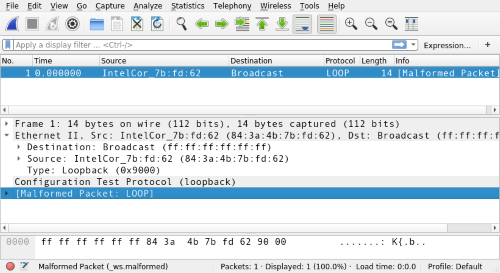 File Edit View Go Capture Analyze Statistics Telephony Wireless Tools Help
Apply a display filter ... <Ctrl-/> Expression... +
No. Time Source Destination Protocol Length Info
1 0.000000 IntelCor_7b:fd:62 Broadcast LOOP 14 [Malformed Packet]
Frame 1: 14 bytes on wire (112 bits), 14 bytes captured (112 bits)
Ethernet II, Src: IntelCor_7b:fd:62 (84:3a:4b:7b:fd:62), Dst: Broadcast (ff:ff:ff:f
Destination: Broadcast (ff:ff:ff:ff:ff:ff)
Source: IntelCor_7b:fd:62 (84:3a:4b:7b:fd:62)
Type: Loopback (0x9000)
Configuration Test Protocol (loopback)
[Malformed Packet: LOOP]
0000 ff ff ff ff ff ff 84 3a 4b 7b fd 62 90 00 .......: K{.b..
Malformed Packet (_ws.malformed) Packets: 1 · Displayed: 1 (100.0%) · Load time: 0:0.0 Profile: Default